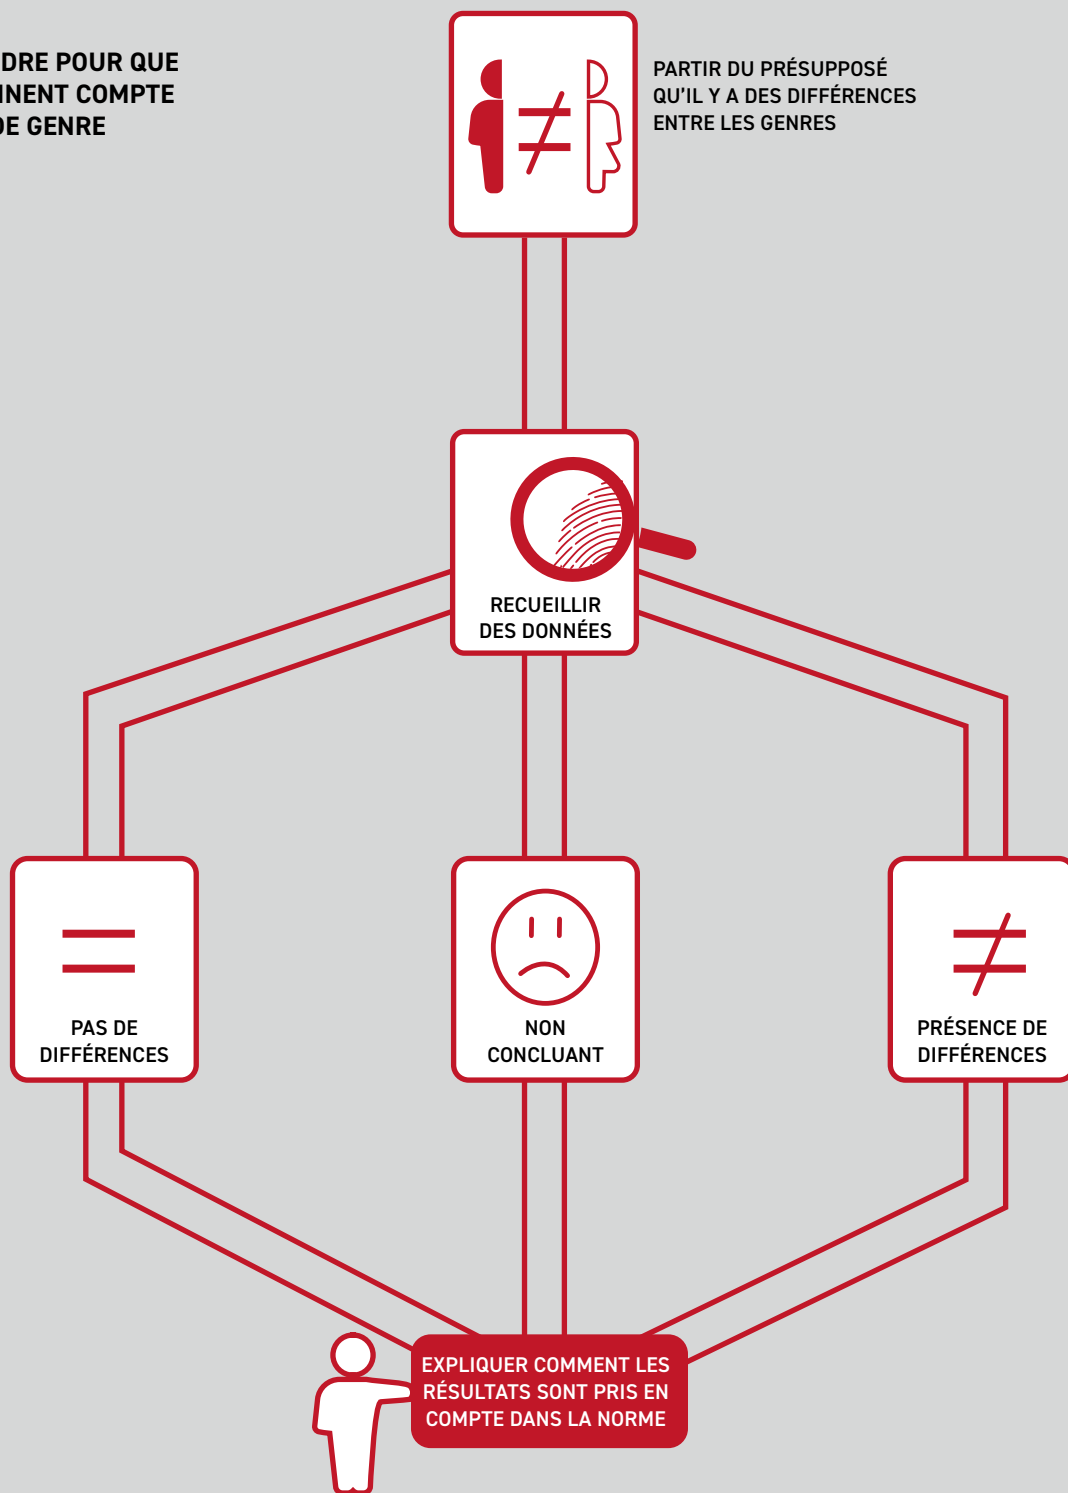 DRE POUR QUE
NENT COMPTE
DE GENRE
PARTIR DU PRÉSUPPOSÉ
QU'IL Y A DES DIFFÉRENCES
ENTRE LES GENRES
RECUEILLIR
DES DONNÉES
PAS DE
DIFFÉRENCES
NON
CONCLUANT
PRÉSENCE DE
DIFFÉRENCES
EXPLIQUER COMMENT LES
RÉSULTATS SONT PRIS EN
COMPTE DANS LA NORME